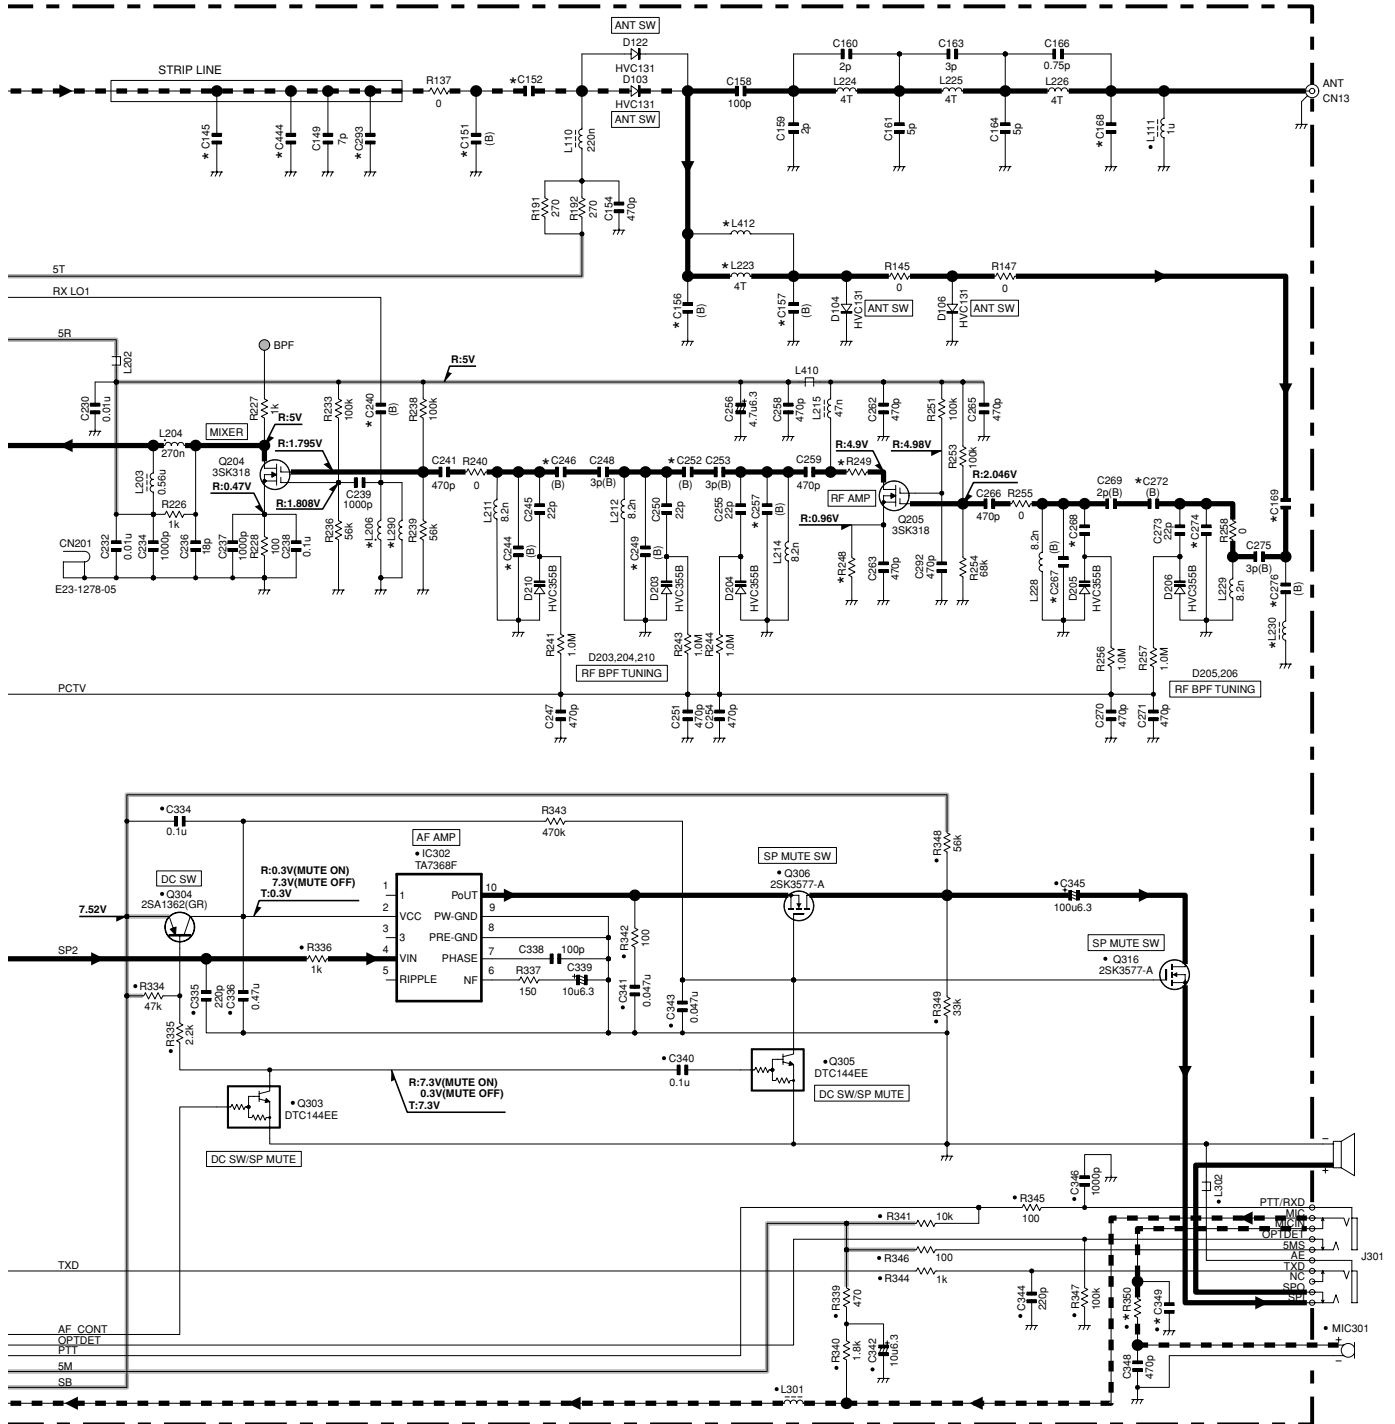 ANT SW
D122
HVC131
D103
HVC131
ANT SW
STRIP LINE
R137
0
*C152
C158
100p
C160
2p
C163
3p
C166
0.75p
L224
4T
L225
4T
L226
4T
ANT
CN13
*C145
*C444
C149
7p
*C293
*C151
(B)
L110
220n
C159
2p
C161
5p
C164
5p
*C168
•L111
1u
R191
270
R192
270
C154
470p
*L412
*L223
4T
R145
0
R147
0
5T
RX LO1
*C156
(B)
*C157
(B)
D104
HVC131
ANT SW
D106
HVC131
ANT SW
5R
L202
BPF
R:5V
L410
C230
0.01u
R227
1k
R233
100k
*C240
(B)
R238
100k
C256
4.7u6.3
C258
470p
L215
47n
C262
470p
R251
100k
C265
470p
R:5V
MIXER
L204
270n
R:1.795V
R:4.9V
R:4.98V
R253
100k
Q204
3SK318
C241
470p
R240
0
*C246
(B)
C248
3p(B)
*C252
(B)
C253
3p(B)
C259
470p
*R249
R:2.046V
L203
0.56u
R:0.47V
R:1.808V
C239
1000p
RF AMP
Q205
3SK318
C266
470p
R255
0
C269
2p(B)
*C272
(B)
*C169
R226
1k
L211
8.2n
C245
22p
L212
8.2n
C250
22p
C255
22p
*C257
(B)
R:0.96V
CN201
E23-1278-05
C232
0.01u
C234
1000p
C236
18p
C237
1000p
R228
100
C238
0.1u
R236
56k
*L206
*L290
R239
56k
*C244
(B)
D210
HVC355B
*C249
(B)
D203
HVC355B
D204
HVC355B
L214
8.2n
*R248
C263
470p
C292
470p
R254
68k
L228
8.2n
*C267
(B)
*C268
D205
HVC355B
C273
22p
*C274
D206
HVC355B
R258
0
L229
8.2n
C275
3p(B)
*C276
(B)
*L230
R241
1.0M
R243
1.0M
R244
1.0M
R256
1.0M
R257
1.0M
D203,204,210
RF BPF TUNING
D205,206
RF BPF TUNING
PCTV
C247
470p
C251
470p
C254
470p
C270
470p
C271
470p
•C334
0.1u
R343
470k
AF AMP
•IC302
TA7368F
•R348
56k
DC SW
•Q304
2SA1362(GR)
R:0.3V(MUTE ON)
7.3V(MUTE OFF)
T:0.3V
SP MUTE SW
•Q306
2SK3577-A
•C345
100u6.3
7.52V
1
1
2
VCC
3
3
4
VIN
5
RIPPLE
PoUT
10
PW-GND
9
PRE-GND
8
PHASE
7
NF
6
SP2
•R336
1k
C338
100p
R337
150
C339
10u6.3
•R342
100
•C341
0.047u
•C343
0.047u
•R349
33k
SP MUTE SW
•Q316
2SK3577-A
•R334
47k
•R335
2.2k
•C335
220p
•C336
0.47u
•C340
0.1u
•Q305
DTC144EE
DC SW/SP MUTE
•Q303
DTC144EE
DC SW/SP MUTE
R:7.3V(MUTE ON)
0.3V(MUTE OFF)
T:7.3V
–
+
•C346
1000p
•L302
•R345
100
•R341
10k
•R346
100
•R344
1k
PTT/RXD
MIC
MICIN
OPTDET
5MS
AE
TXD
NC
SPO
SPI
J301
TXD
•R339
470
•C344
220p
•R347
100k
•*R350
•*C349
•MIC301
+
–
AF CONT
OPTDET
PTT
5M
SB
•R340
1.8k
•C342
10u6.3
C348
470p
•L301